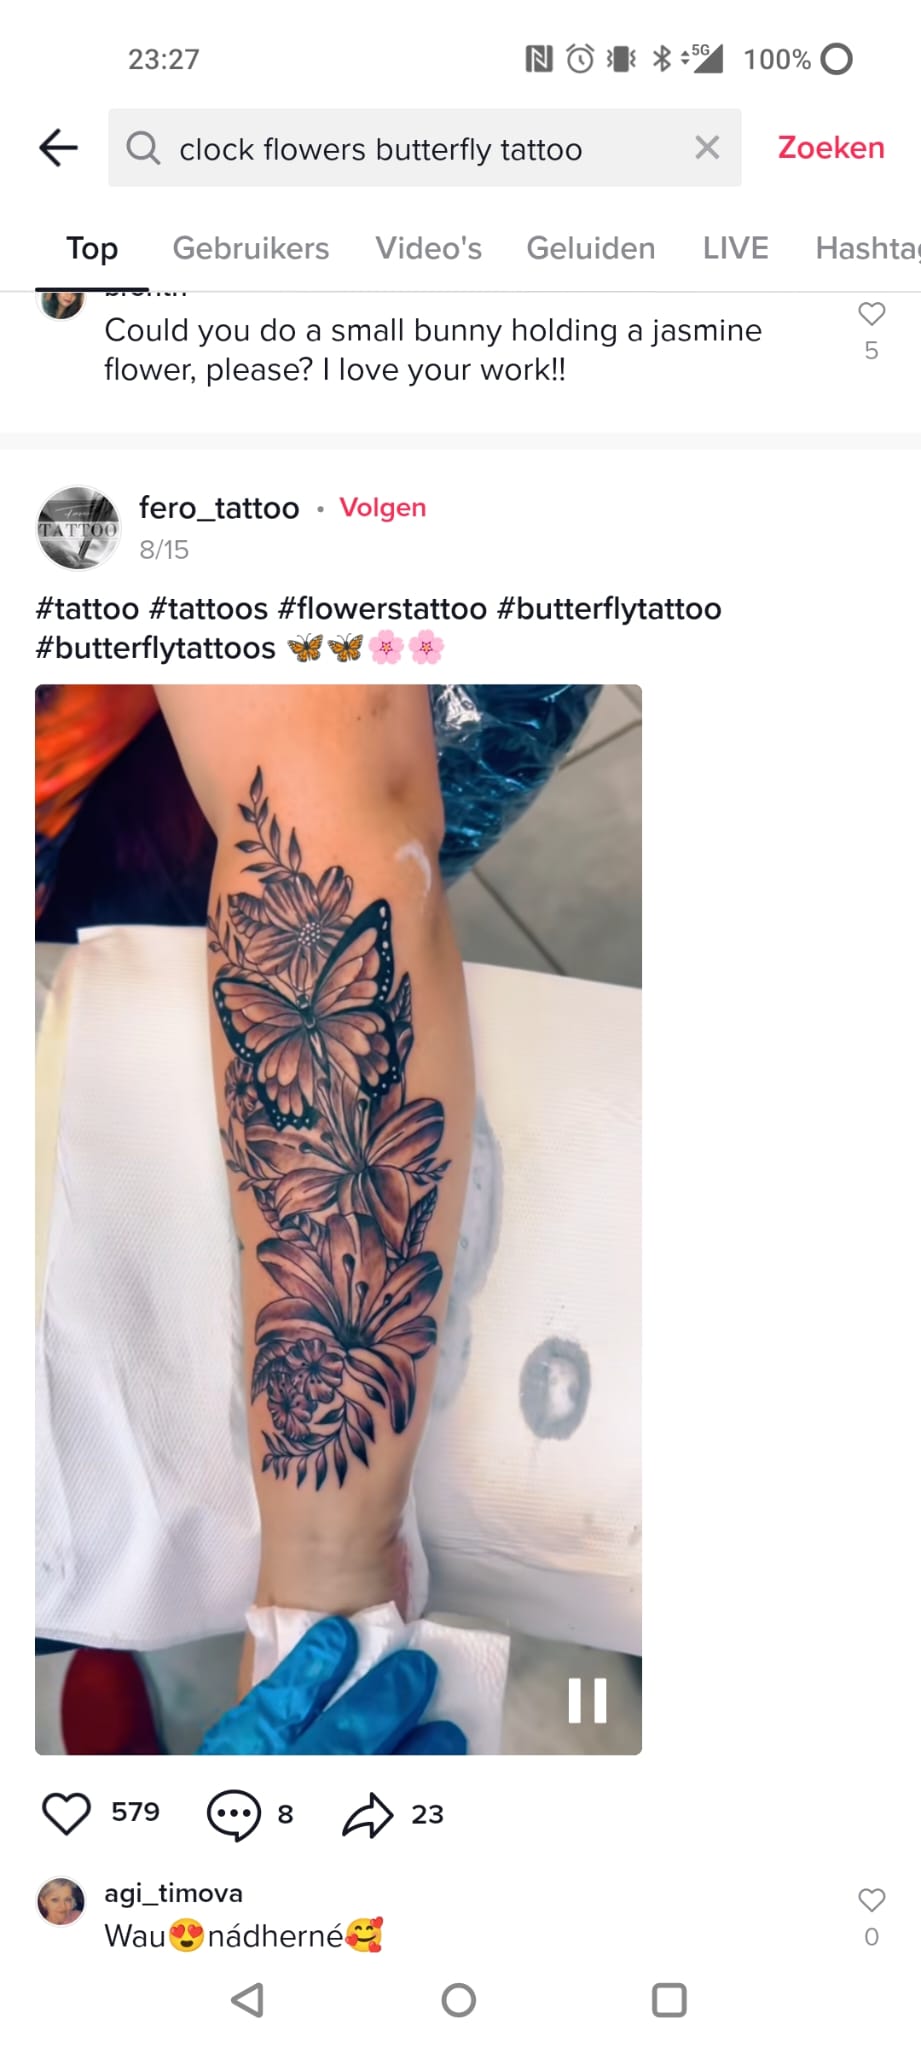 23:27
5G
100%
clock flowers butterfly tattoo
Zoeken
Top Gebruikers Video's Geluiden LIVE
Could you do a small bunny holding a jasmine
flower, please? I love your work!!
5
TATTOO
fero_tattoo · Volgen
8/15
#tattoo #tattoos #flowerstattoo #butterflytattoo
#butterflytattoos 🦋🦋🌸🌸
579
8
23
agi_timova
Wau😍nádherné🥰
0